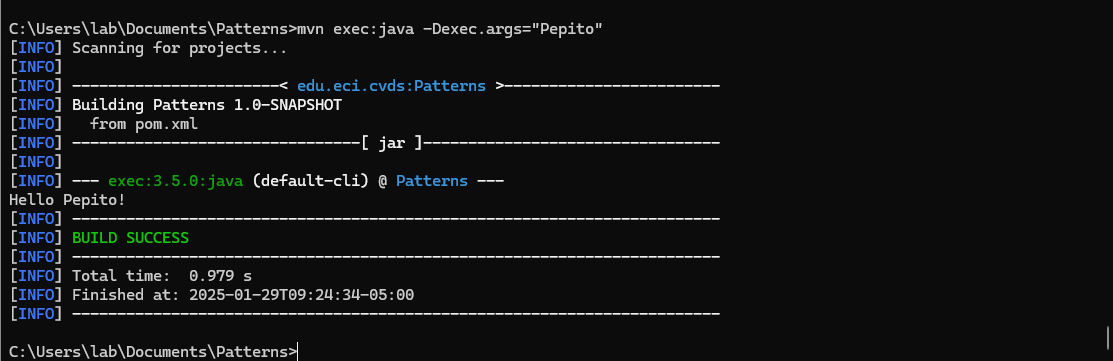 C:\Users\lab\Documents\Patterns>mvn exec:java -Dexec.args="Pepito"
[INFO] Scanning for projects...
[INFO]
[INFO] -----------------------< edu.eci.cvds:Patterns >------------------------
[INFO] Building Patterns 1.0-SNAPSHOT
[INFO]   from pom.xml
[INFO] --------------------------------[ jar ]---------------------------------
[INFO]
[INFO] --- exec:3.5.0:java (default-cli) @ Patterns ---
Hello Pepito!
[INFO] ------------------------------------------------------------------------
[INFO] BUILD SUCCESS
[INFO] ------------------------------------------------------------------------
[INFO] Total time:  0.979 s
[INFO] Finished at: 2025-01-29T09:24:34-05:00
[INFO] ------------------------------------------------------------------------
C:\Users\lab\Documents\Patterns>